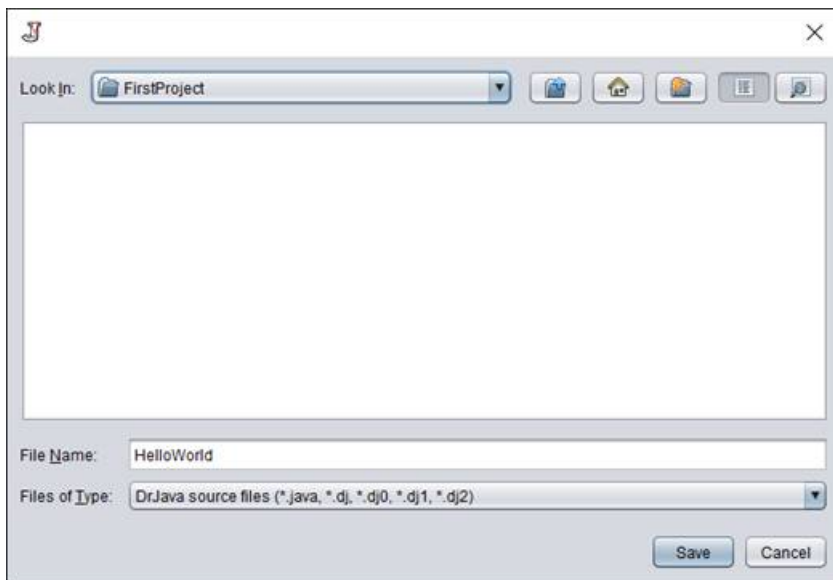 Look In: FirstProject
File Name: HelloWorld
Files of Type: DrJava source files (*.java, *.dj, *.dj0, *.dj1, *.dj2)
Save Cancel